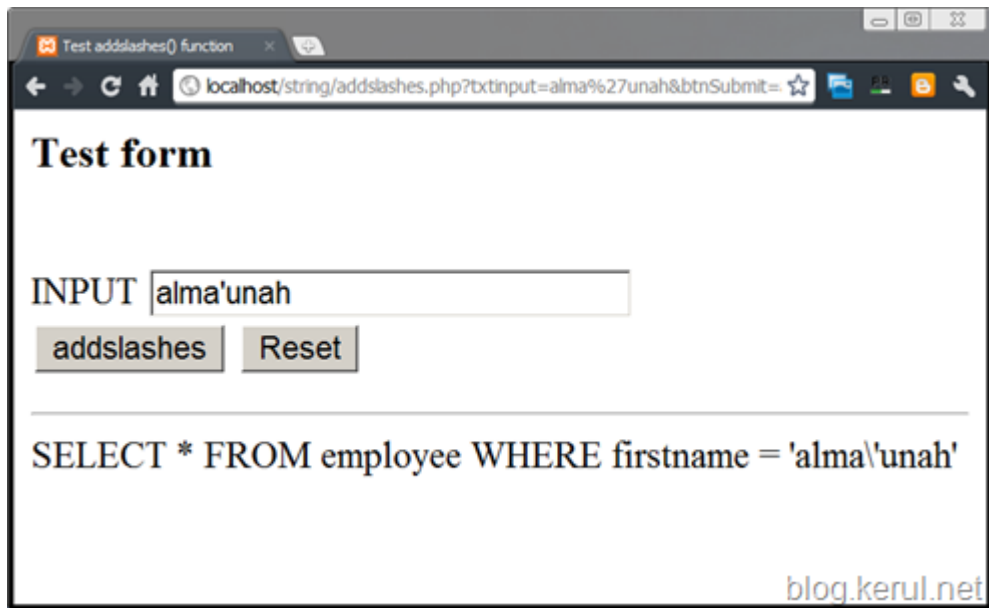 Test addslashes() function
localhost/string/addslashes.php?txtinput=alma%27unah&btnSubmit=
Test form
INPUT alma'unah
addslashes Reset
SELECT * FROM employee WHERE firstname = 'alma\'unah'
blog.kerul.net